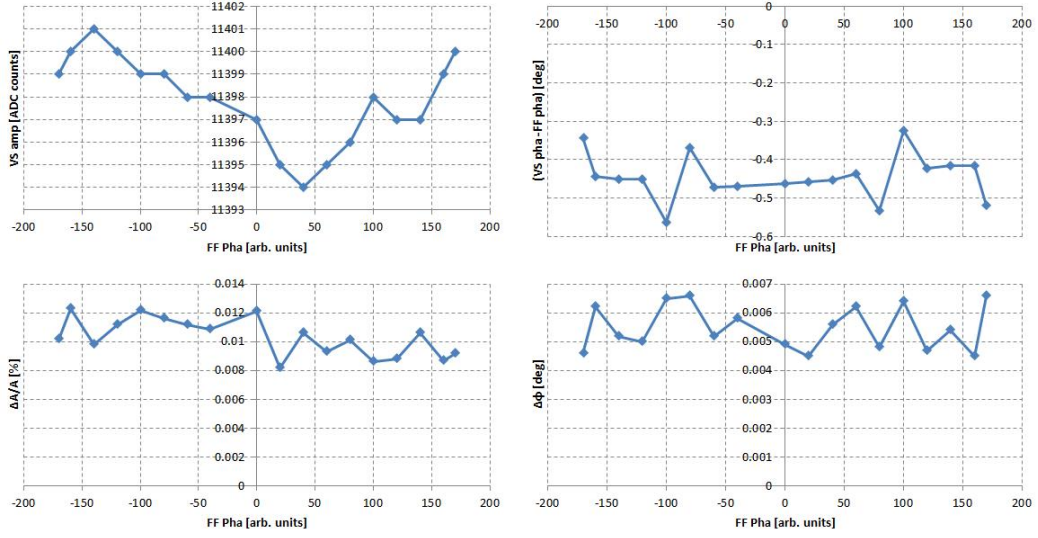 11402
11401
11400
11399
11398
11397
11396
11395
11394
11393
-200 -150 -100 -50 0 50 100 150 200
VS amp [ADC counts]
FF Pha [arb. units]
-200 -150 -100 -50 0 50 100 150 200
0
-0.1
-0.2
-0.3
-0.4
-0.5
-0.6
(VS pha-FF pha) [deg]
FF Pha [arb. units]
0.014
0.012
0.01
0.008
0.006
0.004
0.002
0
-200 -150 -100 -50 0 50 100 150 200
ΔA/A [%]
FF Pha [arb. units]
0.007
0.006
0.005
0.004
0.003
0.002
0.001
0
-200 -150 -100 -50 0 50 100 150 200
Δϕ [deg]
FF Pha [arb. units]